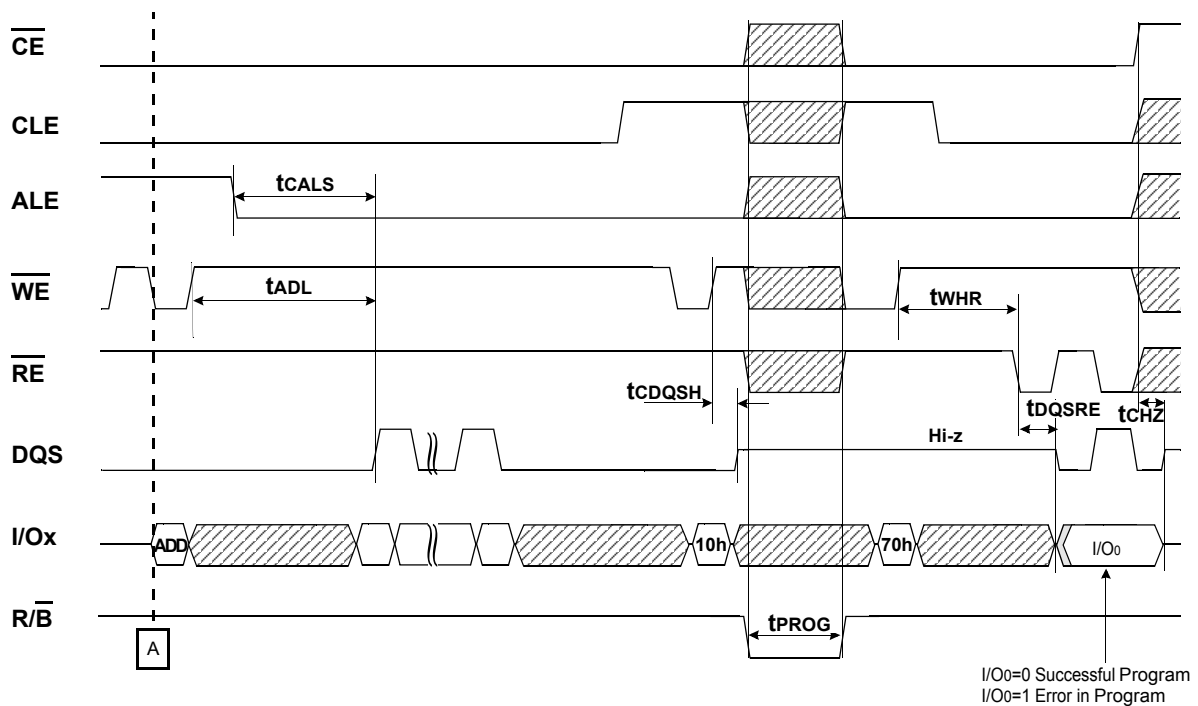 CE
CLE
ALE
tCALS
WE
tADL
tWHR
RE
tCDQSH
tDQSRE
tCHZ
DQS
Hi-z
I/Ox
ADD
10h
70h
I/O0
R/B
tPROG
A
I/O0=0 Successful Program
I/O0=1 Error in Program